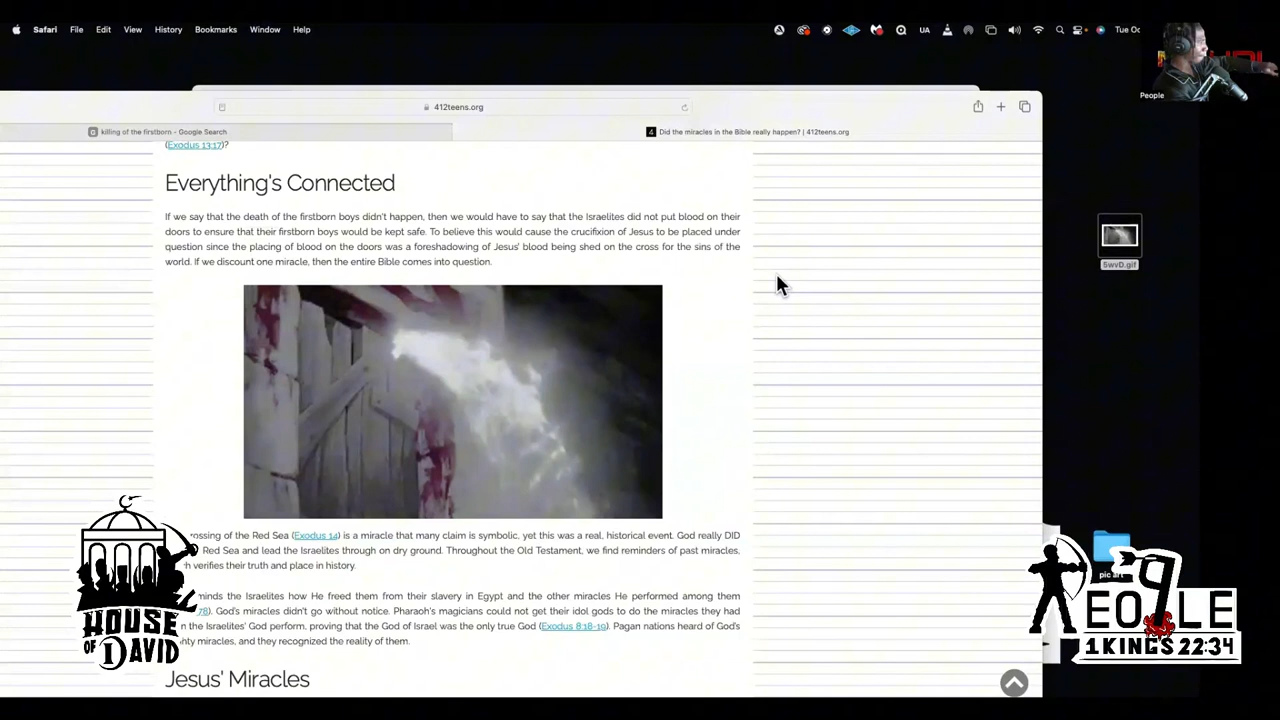 Safari File Edit View History Bookmarks Window Help
UA
Tue Oc
People
412teens.org
killing of the firstborn - Google Search
Did the miracles in the Bible really happen? | 412teens.org
(Exodus 13:17)?
Everything's Connected
If we say that the death of the firstborn boys didn't happen, then we would have to say that the Israelites did not put blood on their
doors to ensure that their firstborn boys would be kept safe. To believe this would cause the crucifixion of Jesus to be placed under
question since the placing of blood on the doors was a foreshadowing of Jesus' blood being shed on the cross for the sins of the
world. If we discount one miracle, then the entire Bible comes into question.
5wvD.gif
rossing of the Red Sea (Exodus 14) is a miracle that many claim is symbolic, yet this was a real, historical event. God really DID
Red Sea and lead the Israelites through on dry ground. Throughout the Old Testament, we find reminders of past miracles,
h verifies their truth and place in history.
minds the Israelites how He freed them from their slavery in Egypt and the other miracles He performed among them
78). God's miracles didn't go without notice. Pharaoh's magicians could not get their idol gods to do the miracles they had
n the Israelites' God perform, proving that the God of Israel was the only true God (Exodus 8:18-19). Pagan nations heard of God's
hty miracles, and they recognized the reality of them.
Jesus' Miracles
HOUSE
OF DAVID
pic art
1 KINGS 22:34